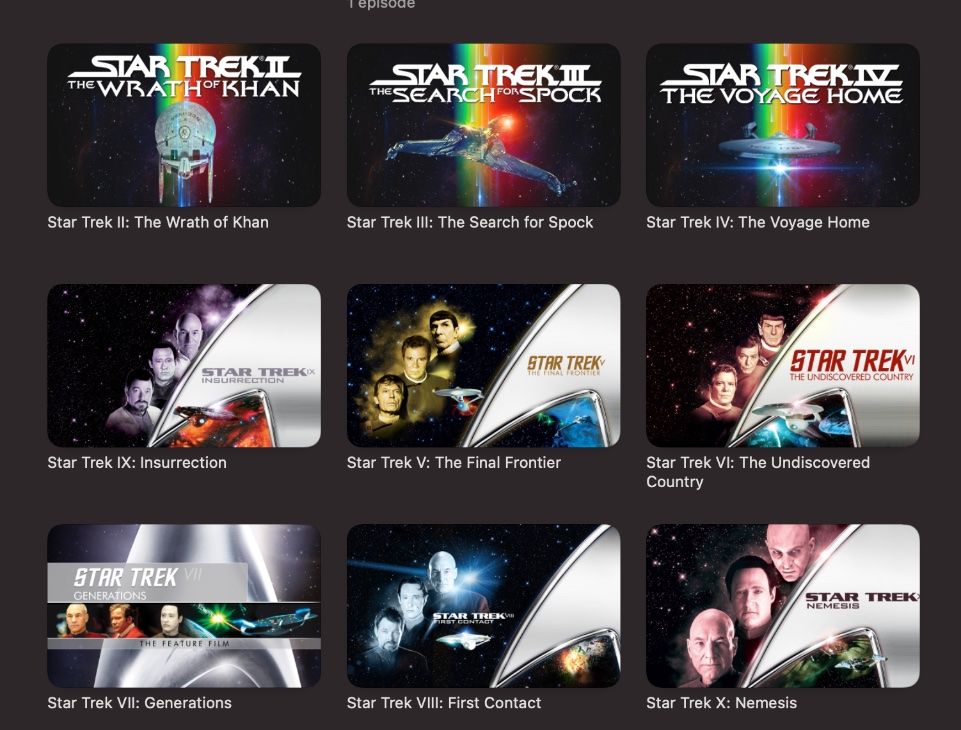 1 episode
STAR TREK II
THE WRATH OF KHAN
STAR TREK III
THE SEARCH FOR SPOCK
STAR TREK IV
THE VOYAGE HOME
Star Trek II: The Wrath of Khan
Star Trek III: The Search for Spock
Star Trek IV: The Voyage Home
STAR TREK IX
INSURRECTION
STAR TREK V
THE FINAL FRONTIER
STAR TREK VI
THE UNDISCOVERED COUNTRY
Star Trek IX: Insurrection
Star Trek V: The Final Frontier
Star Trek VI: The Undiscovered
Country
STAR TREK VII
GENERATIONS
THE FEATURE FILM
STAR TREK VIII
FIRST CONTACT
STAR TREK
NEMESIS
Star Trek VII: Generations
Star Trek VIII: First Contact
Star Trek X: Nemesis